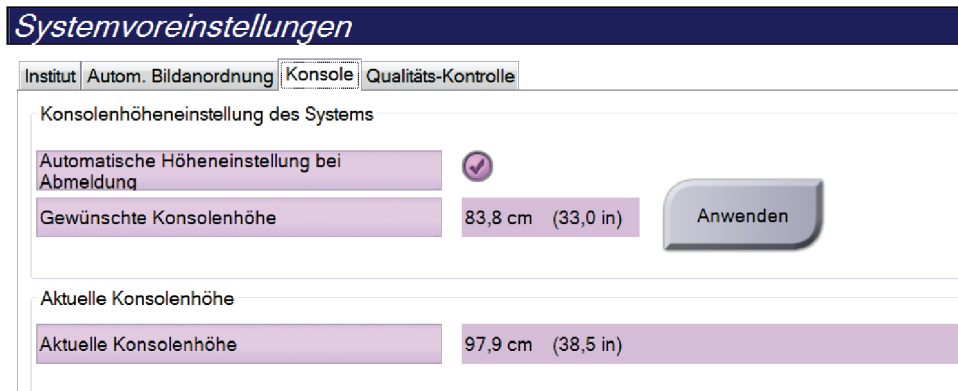 Systemvoreinstellungen
Institut Autom. Bildanordnung Konsole Qualitäts-Kontrolle
Konsolenhöheneinstellung des Systems
Automatische Höheneinstellung bei
Abmeldung
Gewünschte Konsolenhöhe 83,8 cm (33,0 in) Anwenden
Aktuelle Konsolenhöhe
Aktuelle Konsolenhöhe 97,9 cm (38,5 in)